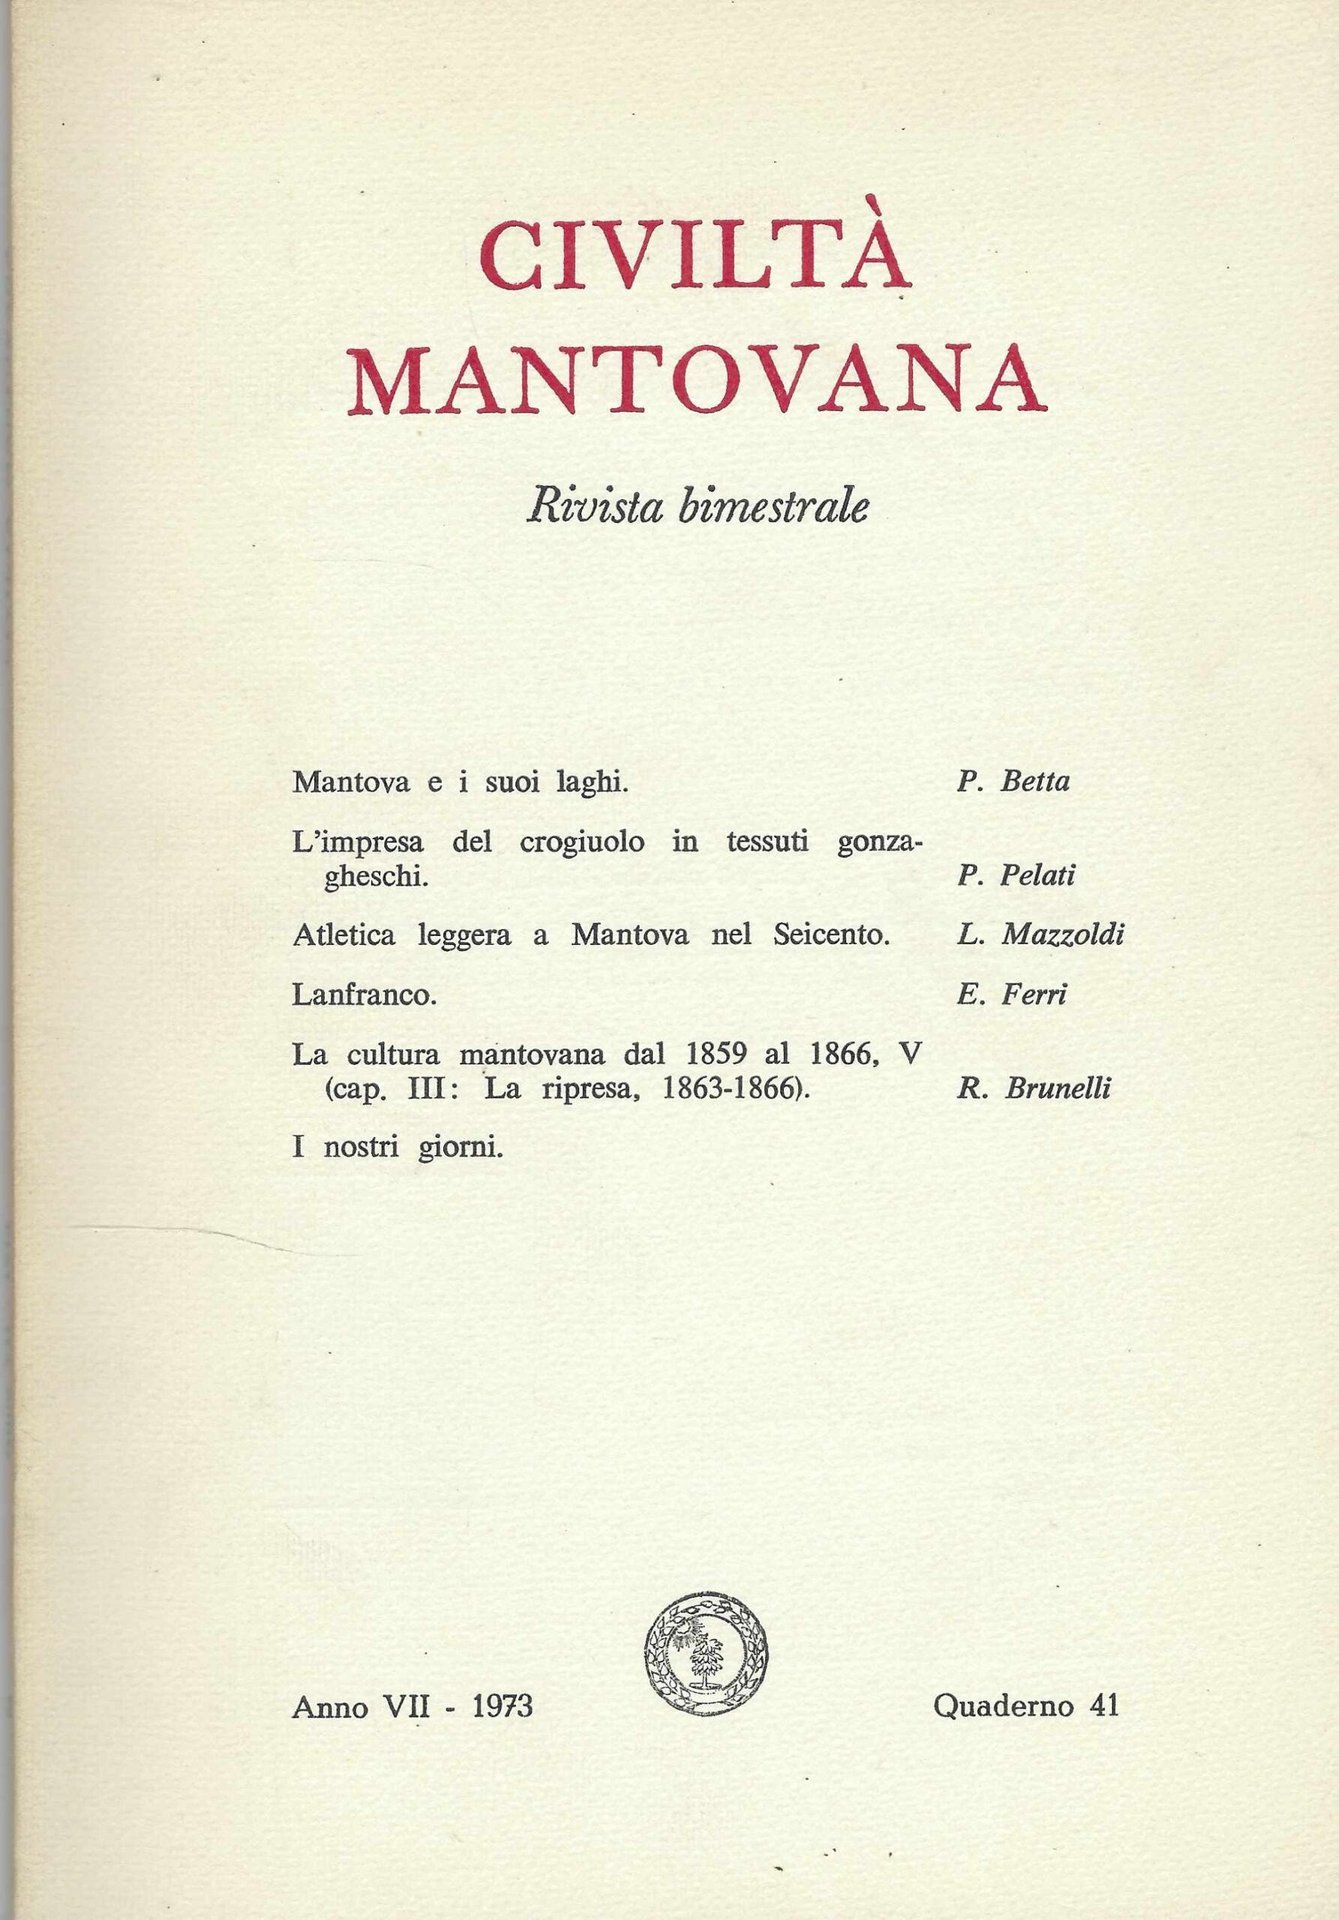 CIVILTÀ
MANTOVANA
Rivista bimestrale
Mantova e i suoi laghi. P. Betta
L'impresa del crogiuolo in tessuti gonza-
gheschi. P. Pelati
Atletica leggera a Mantova nel Seicento. L. Mazzoldi
Lanfranco. E. Ferri
La cultura mantovana dal 1859 al 1866, V
(cap. III: La ripresa, 1863-1866). R. Brunelli
I nostri giorni.
Anno VII - 1973 Quaderno 41